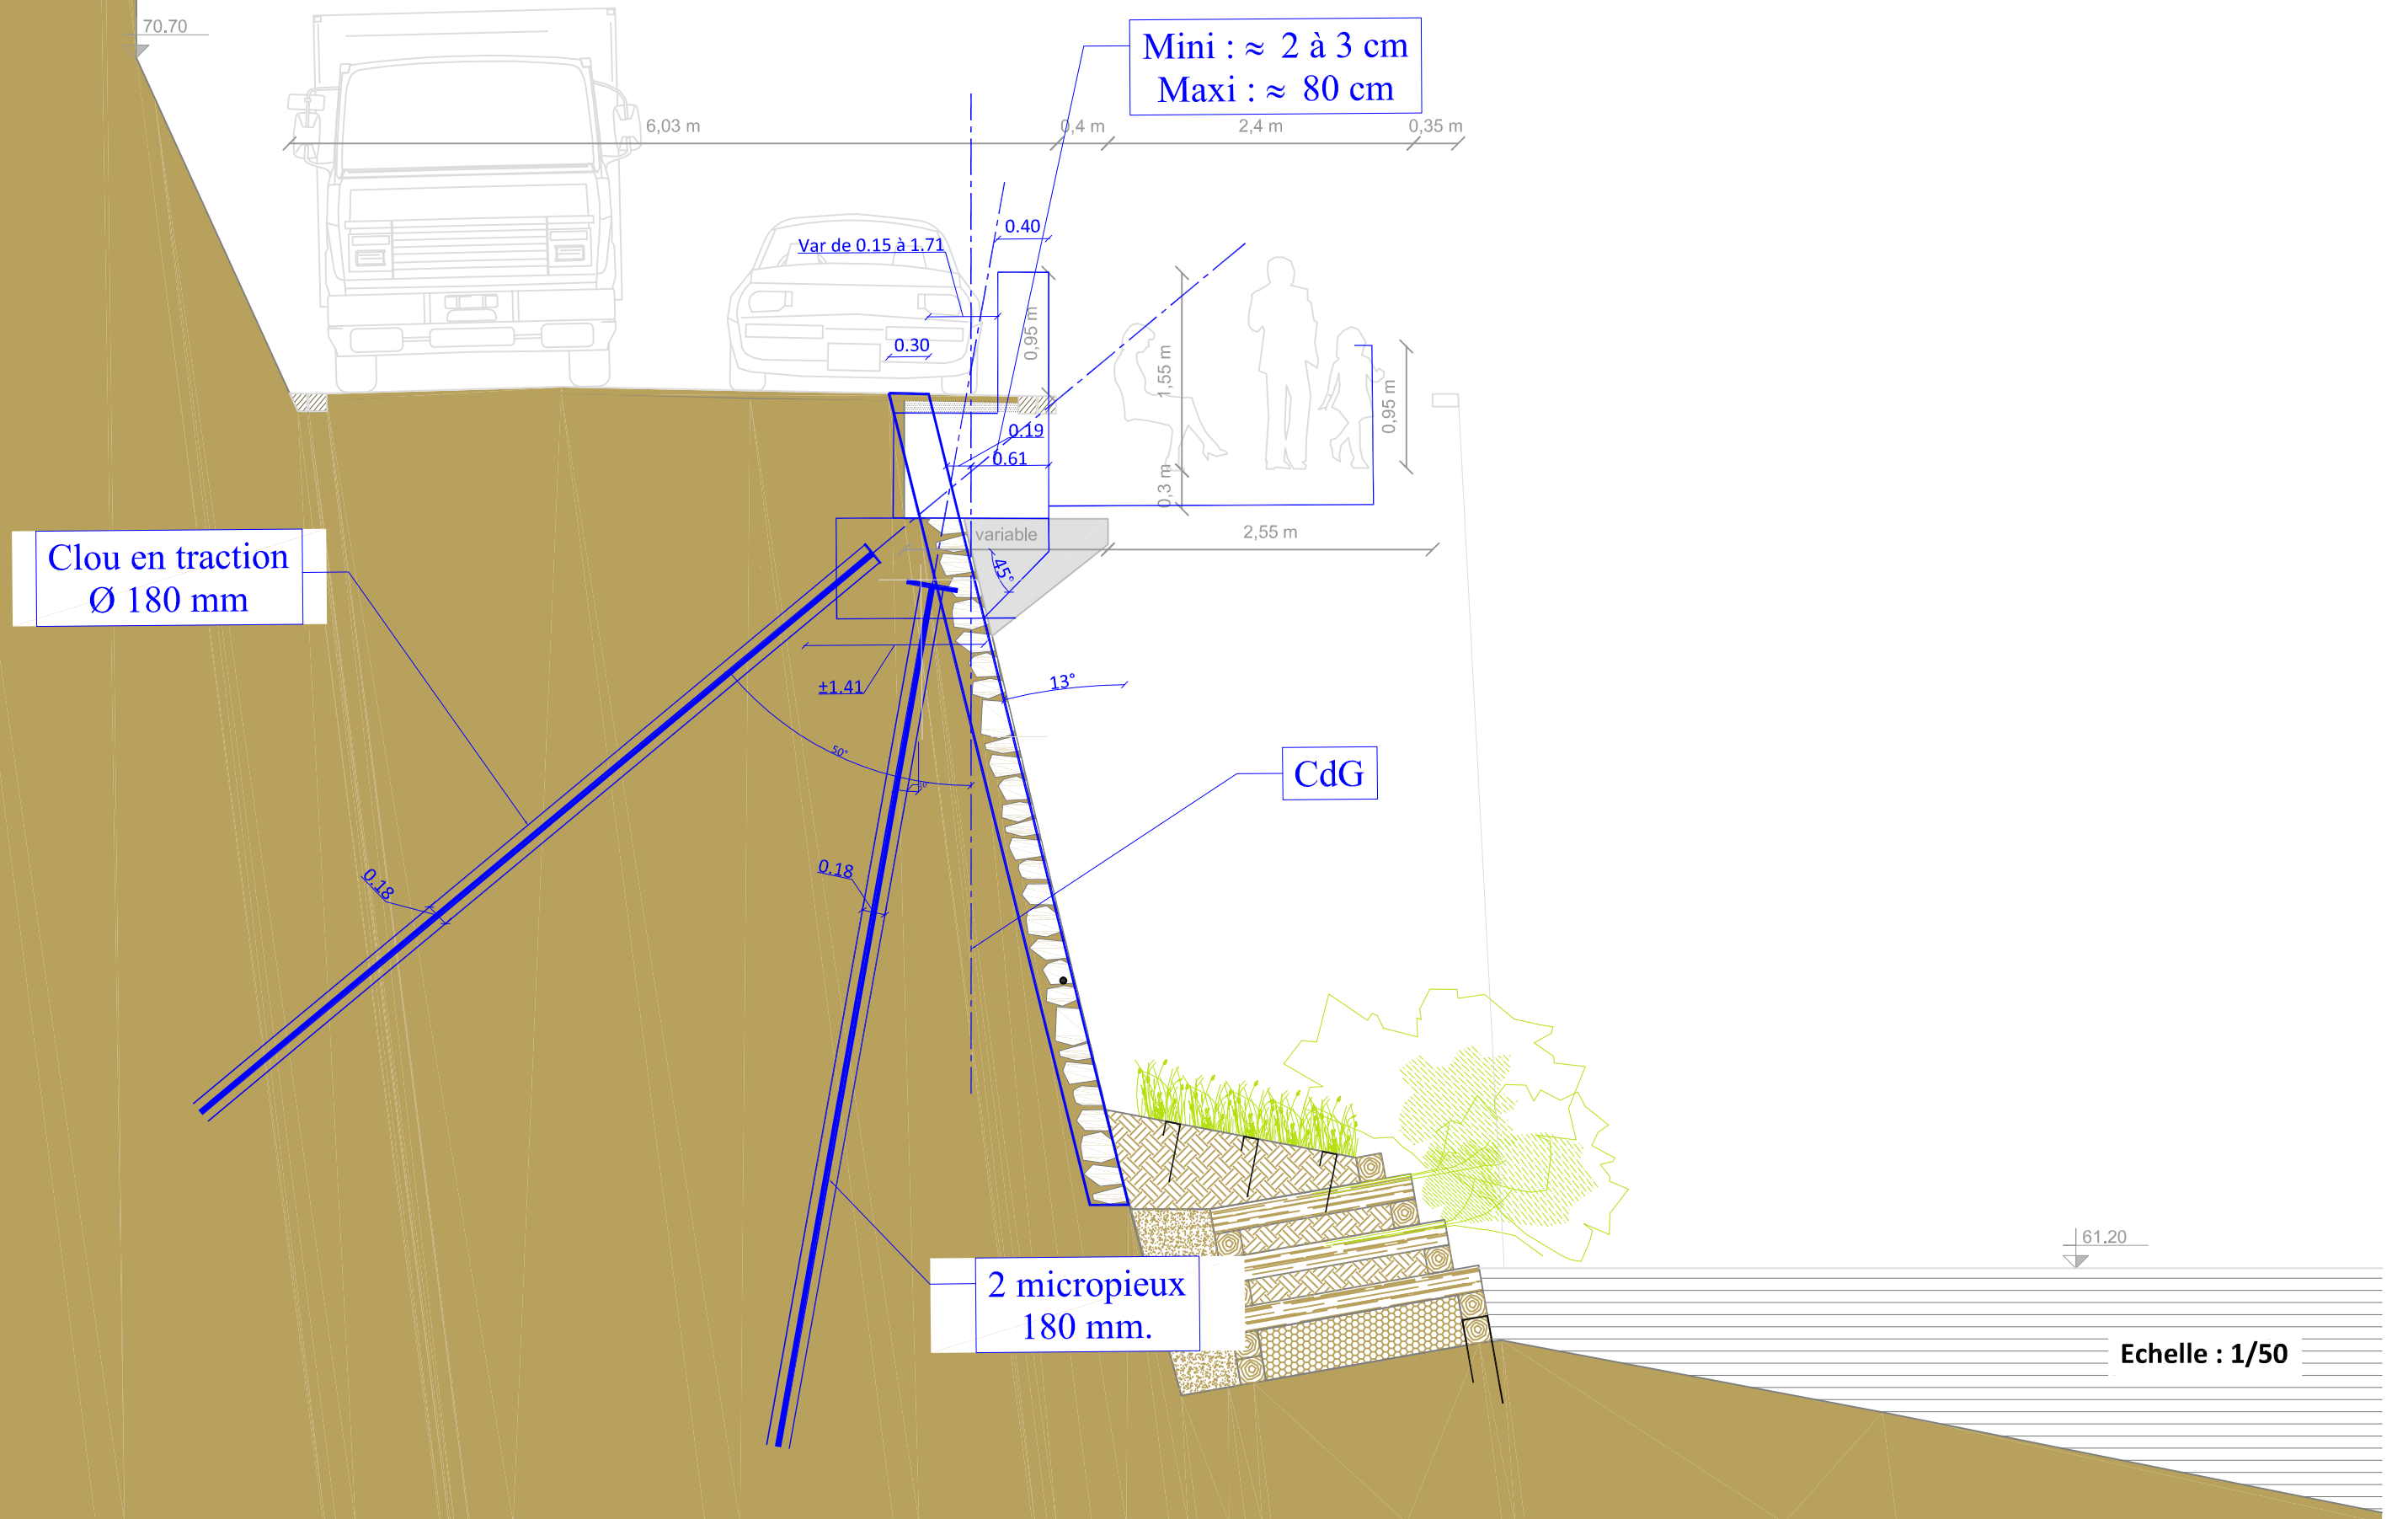 70.70
Mini : ≈ 2 à 3 cm
Maxi : ≈ 80 cm
6,03 m
0,4 m
2,4 m
0,35 m
0.40
Var de 0.15 à 1.71
0,95 m
0.30
1,55 m
0,95 m
0.19
0.61
0,3 m
variable
2,55 m
Clou en traction
Ø 180 mm
45°
±1.41
13°
50°
CdG
0.18
0.18
2 micropieux
180 mm.
61.20
Echelle : 1/50